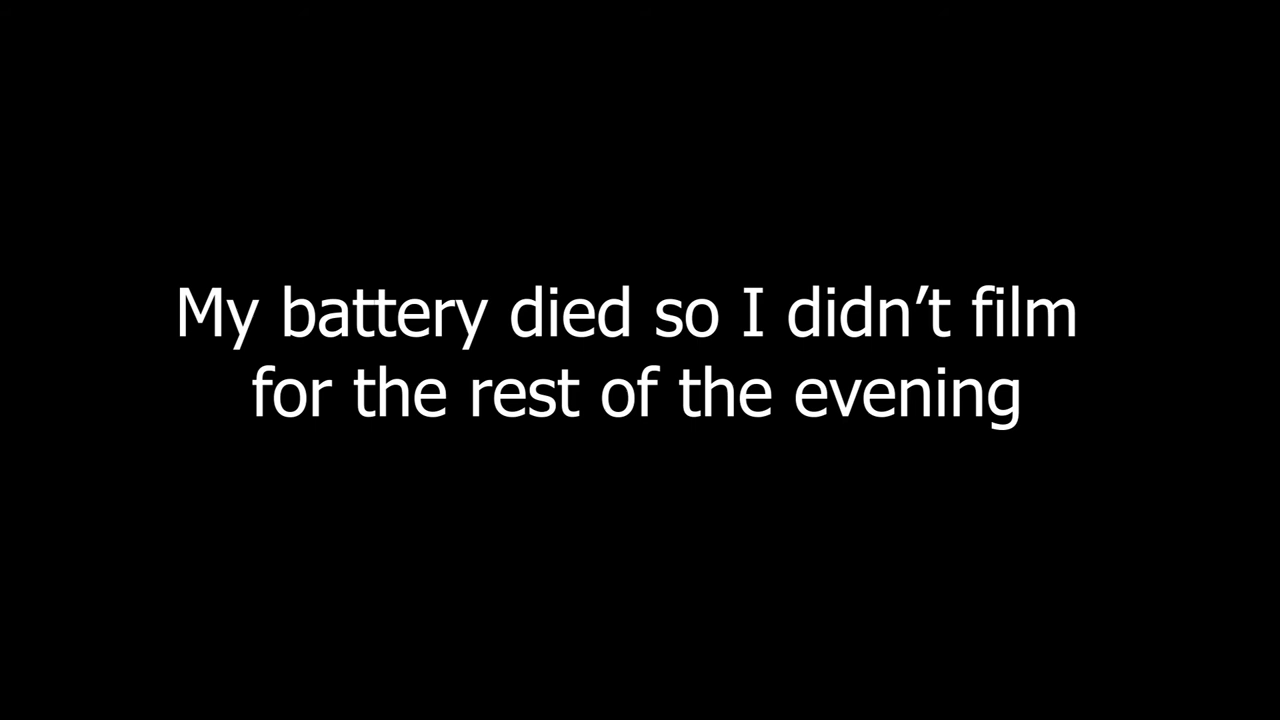 My battery died so I didn’t film
for the rest of the evening